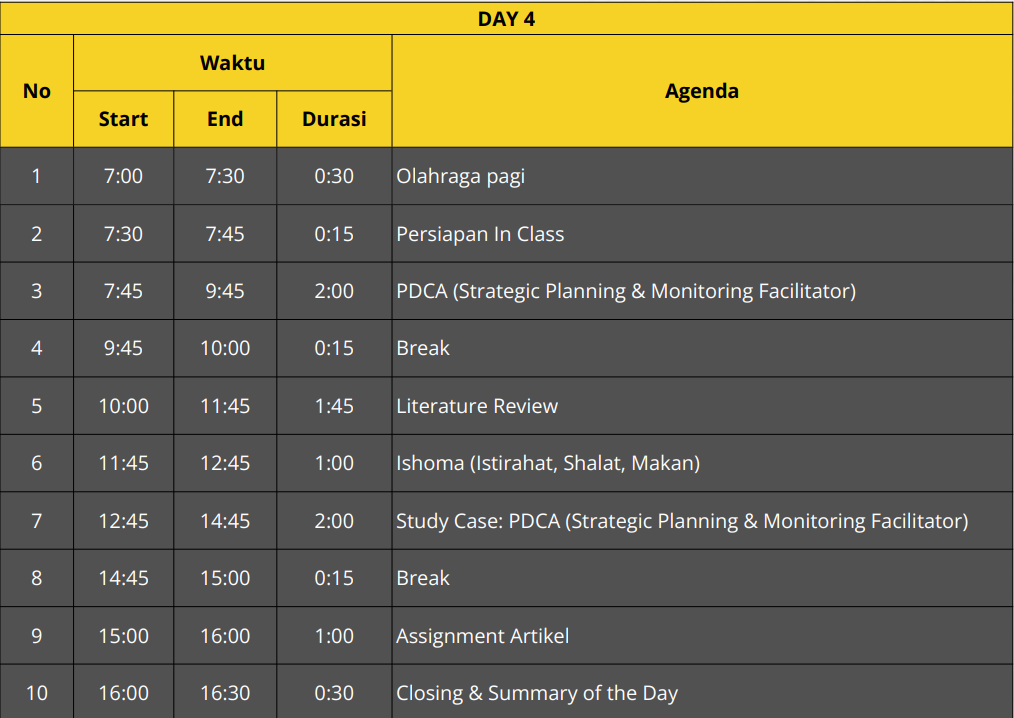 DAY 4
No Waktu Agenda
Start End Durasi
1 7:00 7:30 0:30 Olahraga pagi
2 7:30 7:45 0:15 Persiapan In Class
3 7:45 9:45 2:00 PDCA (Strategic Planning & Monitoring Facilitator)
4 9:45 10:00 0:15 Break
5 10:00 11:45 1:45 Literature Review
6 11:45 12:45 1:00 Ishoma (Istirahat, Shalat, Makan)
7 12:45 14:45 2:00 Study Case: PDCA (Strategic Planning & Monitoring Facilitator)
8 14:45 15:00 0:15 Break
9 15:00 16:00 1:00 Assignment Artikel
10 16:00 16:30 0:30 Closing & Summary of the Day